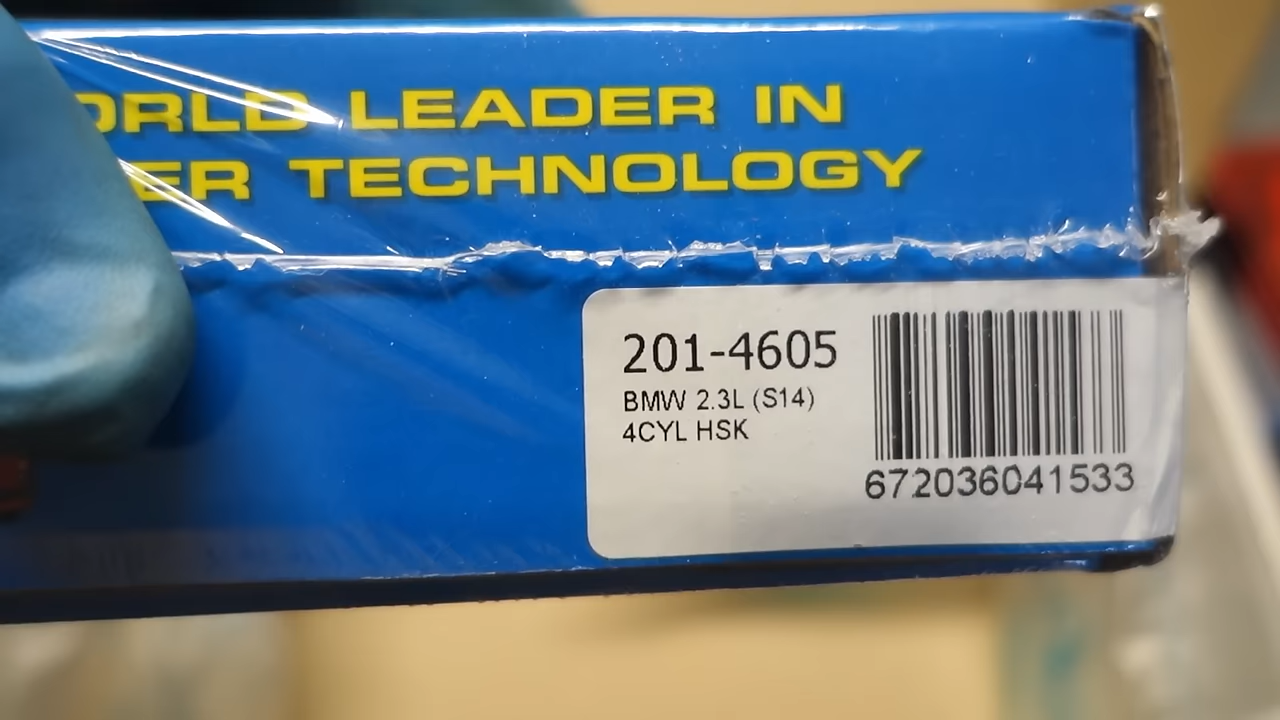 ORLD LEADER IN
ER TECHNOLOGY
201-4605
BMW 2.3L (S14)
4CYL HSK
672036041533